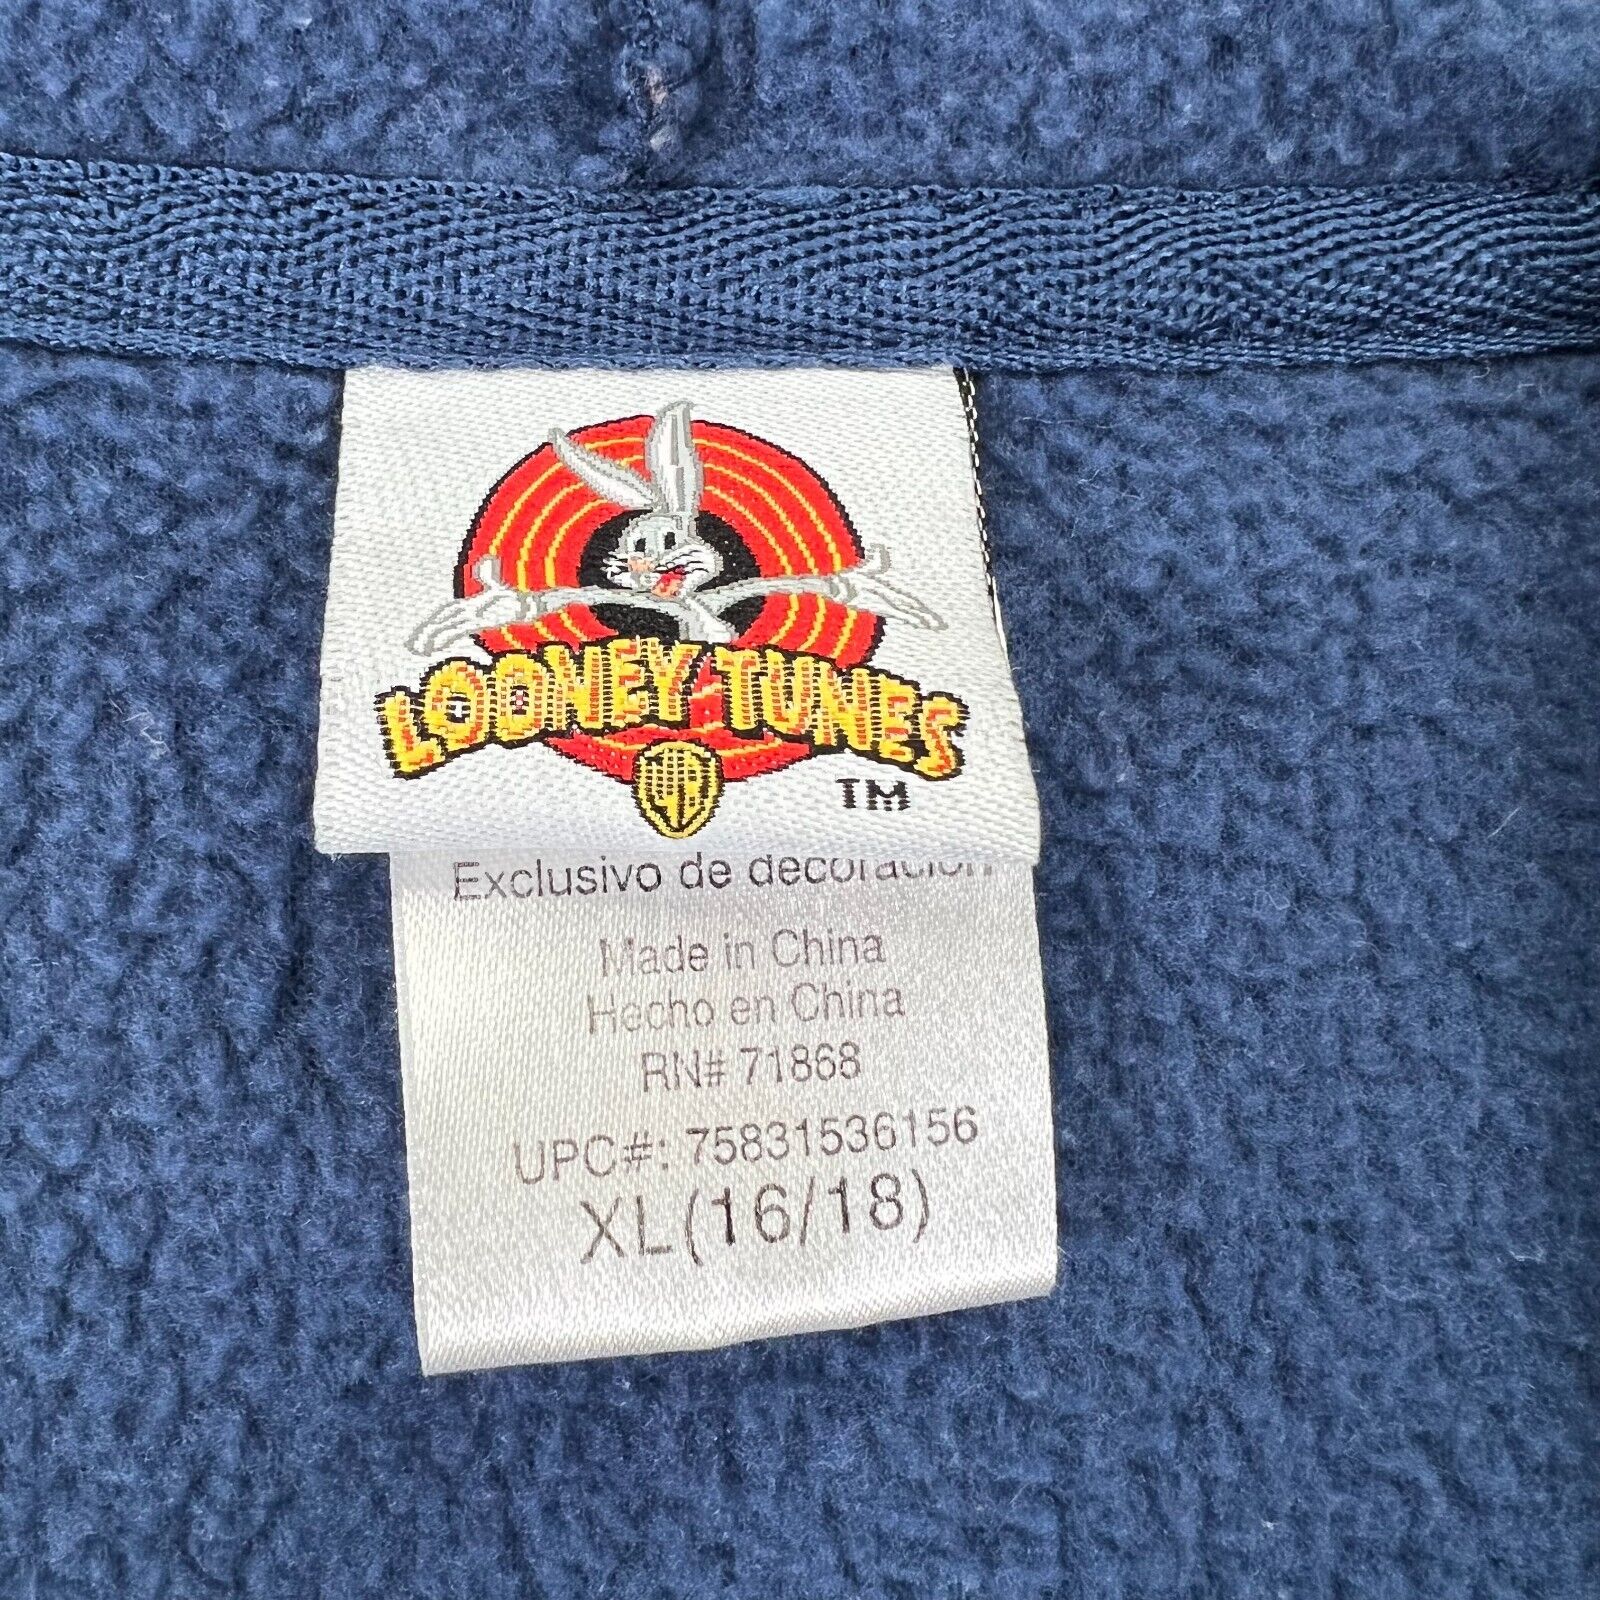 LOONEY TUNES
WB
TM
Exclusivo de decoración
Made in China
Hecho en China
RN# 71868
UPC#: 75831536156
XL(16/18)